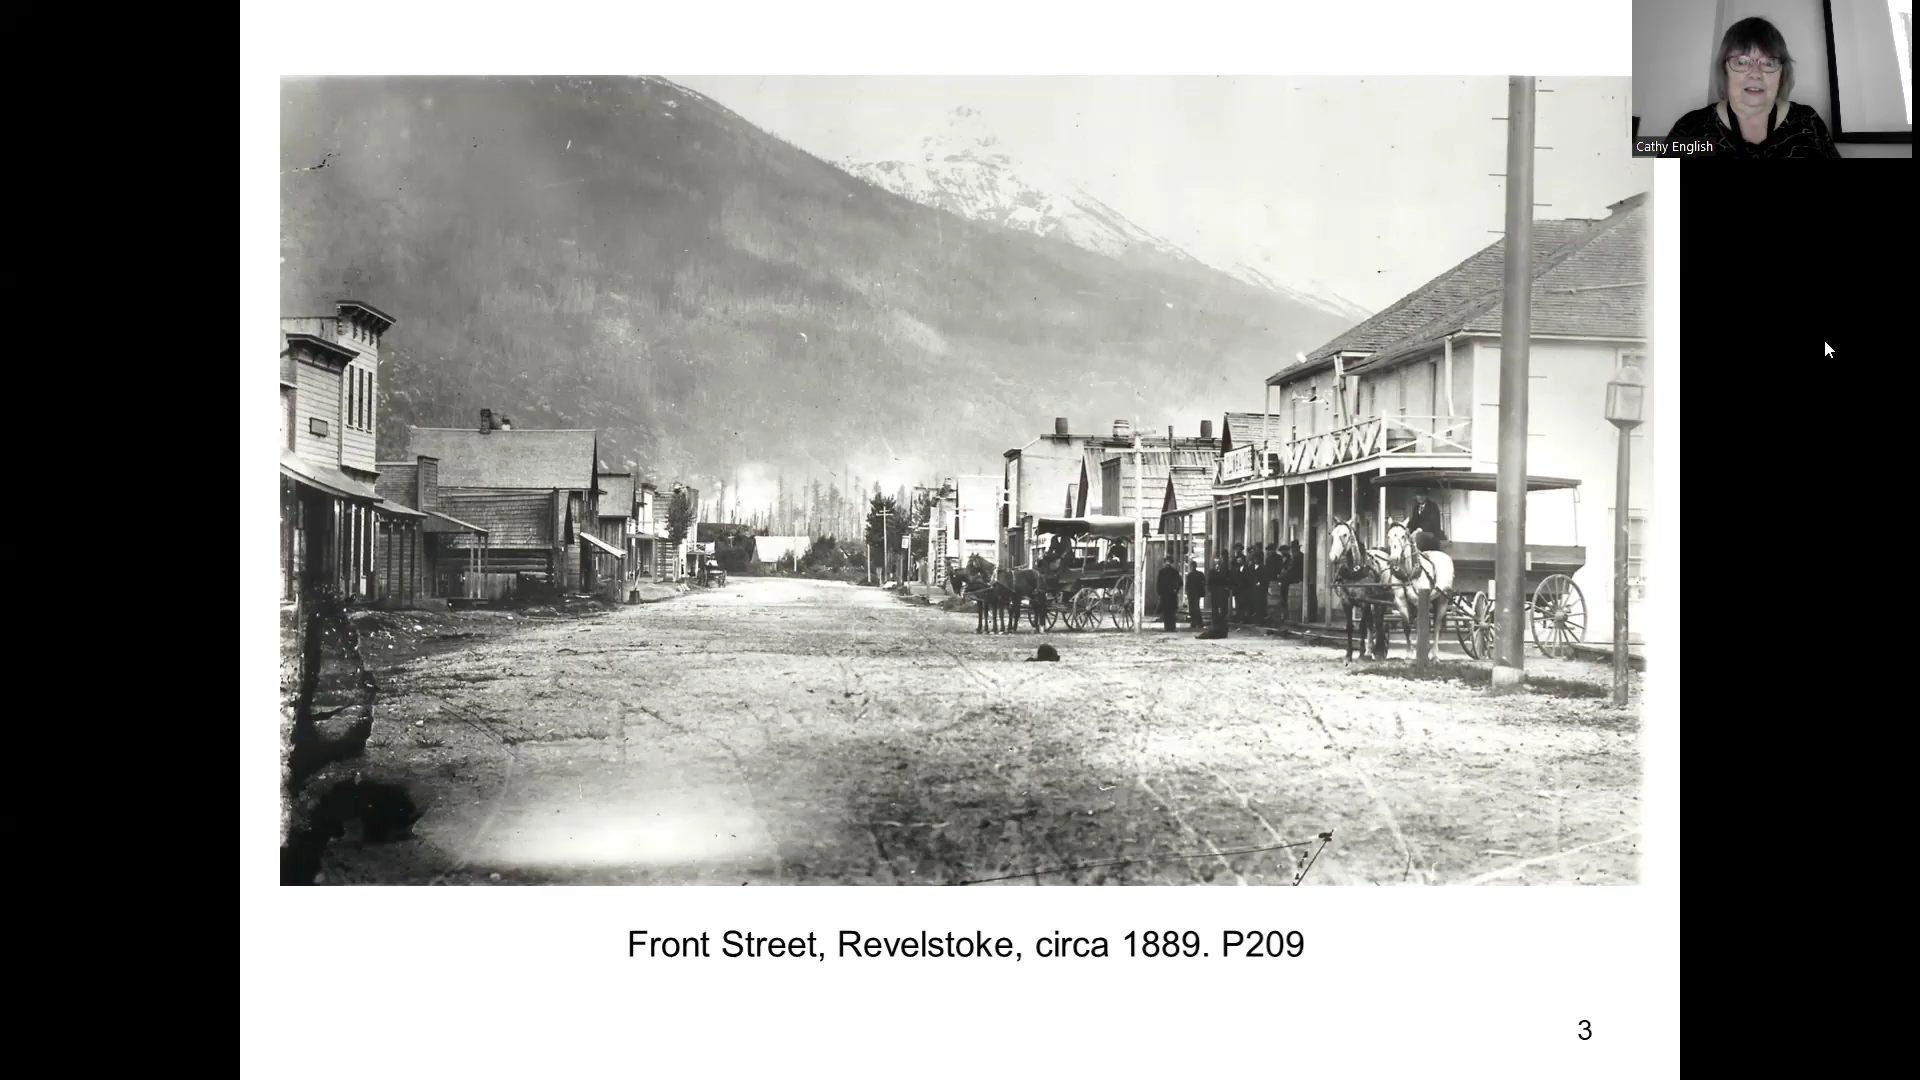 Cathy English
Front Street, Revelstoke, circa 1889. P209
3